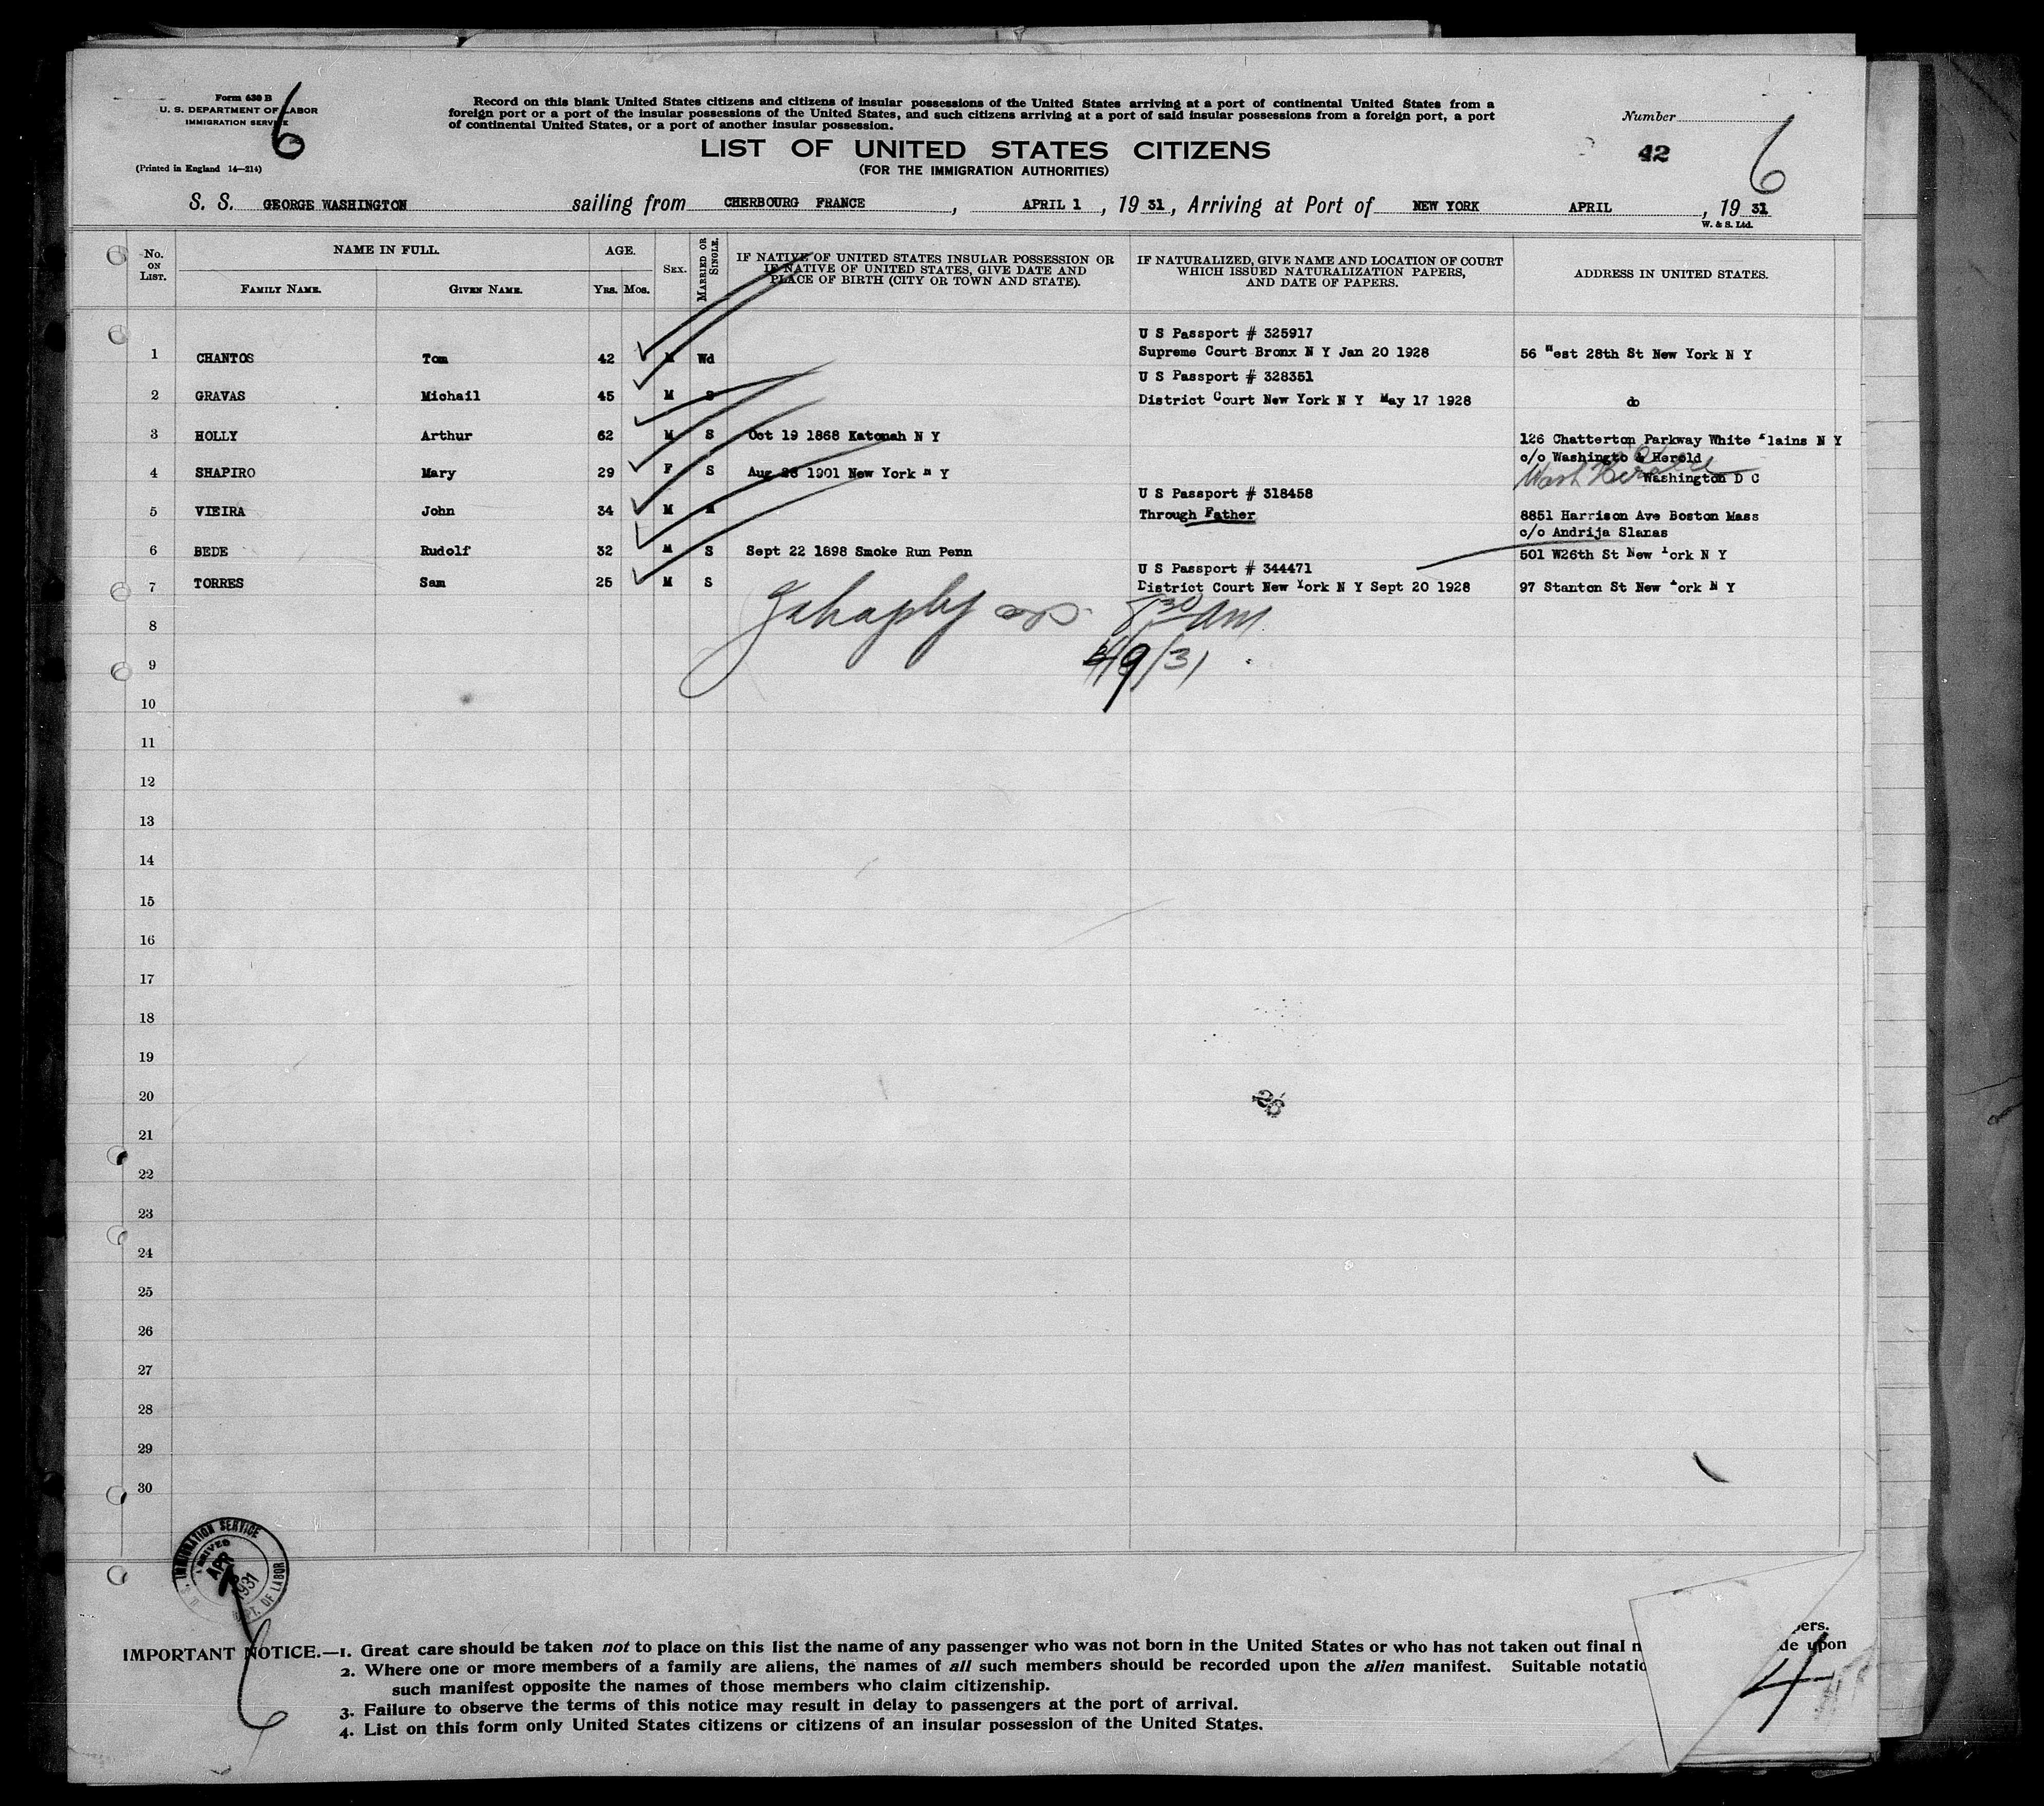 Form 630 B
U. S. DEPARTMENT OF LABOR
IMMIGRATION SERVICE
(Printed in England 14—214)
6
Record on this blank United States citizens and citizens of insular possessions of the United States arriving at a port of continental United States from a
foreign port or a port of the insular possessions of the United States, and such citizens arriving at a port of said insular possessions from a foreign port, a port
of continental United States, or a port of another insular possession.
LIST OF UNITED STATES CITIZENS
(FOR THE IMMIGRATION AUTHORITIES)
Number
42
6
S. S. GEORGE WASHINGTON sailing from CHERBOURG FRANCE, APRIL 1, 19 31, Arriving at Port of NEW YORK APRIL, 19 31
W. & S. Ltd.
No. ON LIST. NAME IN FULL. FAMILY NAME. GIVEN NAME. AGE. YRS. MOS. SEX. MARRIED OR SINGLE. IF NATIVE OF UNITED STATES INSULAR POSSESSION OR IF NATIVE OF UNITED STATES, GIVE DATE AND PLACE OF BIRTH (CITY OR TOWN AND STATE). IF NATURALIZED, GIVE NAME AND LOCATION OF COURT WHICH ISSUED NATURALIZATION PAPERS, AND DATE OF PAPERS. ADDRESS IN UNITED STATES.
U S Passport # 325917
1 CHANTOS Tom 42 M Wd Supreme Court Bronx N Y Jan 20 1928 56 West 28th St New York N Y
U S Passport # 328351
2 GRAVAS Michail 45 M S District Court New York N Y May 17 1928 do
3 HOLLY Arthur 62 M S Oct 19 1868 Katonah N Y 126 Chatterton Parkway White Plains N Y
c/o Washingto & Herold
4 SHAPIRO Mary 29 F S Aug 28 1901 New York N Y Wash Herald Washington D C
U S Passport # 318458
5 VIEIRA John 34 M M Through Father 8851 Harrison Ave Boston Mass
c/o Andrija Slanas
6 BEDE Rudolf 32 M S Sept 22 1898 Smoke Run Penn 501 W26th St New York N Y
U S Passport # 344471
7 TORRES Sam 25 M S District Court New York N Y Sept 20 1928 97 Stanton St New York N Y
8 8 30 AM
9 4/9/31
10
11
12
13
14
15
16
17
18
19
20
21
22
23
24
25
26
27
28
29
30
IMMIGRATION SERVICE
ARRIVED
APR
1931
DEPT. OF LABOR
6
IMPORTANT NOTICE.—1. Great care should be taken not to place on this list the name of any passenger who was not born in the United States or who has not taken out final
2. Where one or more members of a family are aliens, the names of all such members should be recorded upon the alien manifest. Suitable upon
such manifest opposite the names of those members who claim citizenship.
3. Failure to observe the terms of this notice may result in delay to passengers at the port of arrival.
4. List on this form only United States citizens or citizens of an insular possession of the United States.
4